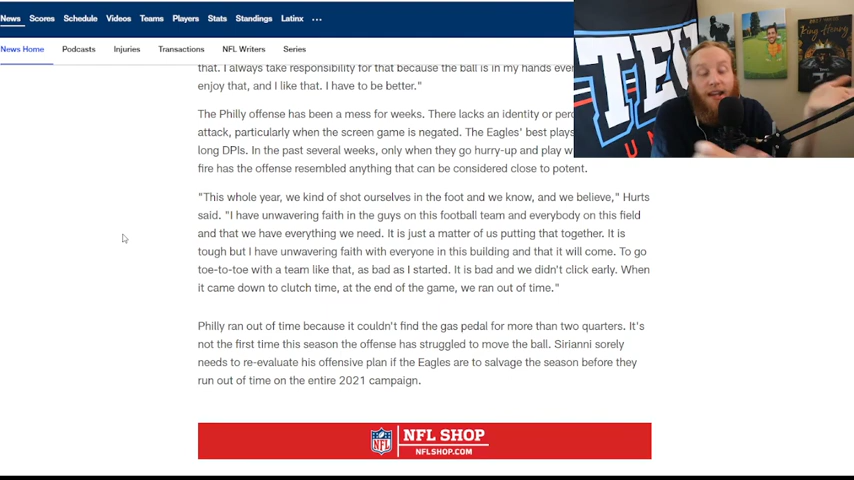 News Scores Schedule Videos Teams Players Stats Standings Latinx ...
News Home Podcasts Injuries Transactions NFL Writers Series
that. I always take responsibility for that because the ball is in my hands
enjoy that, and I like that. I have to be better."
The Philly offense has been a mess for weeks. There lacks an identity or
attack, particularly when the screen game is negated. The Eagles' best plays
long DPIs. In the past several weeks, only when they go hurry-up and play
fire has the offense resembled anything that can be considered close to potent.
"This whole year, we kind of shot ourselves in the foot and we know, and we believe," Hurts
said. "I have unwavering faith in the guys on this football team and everybody on this field
and that we have everything we need. It is just a matter of us putting that together. It is
tough but I have unwavering faith with everyone in this building and that it will come. To go
toe-to-toe with a team like that, as bad as I started. It is bad and we didn't click early. When
it came down to clutch time, at the end of the game, we ran out of time."
Philly ran out of time because it couldn't find the gas pedal for more than two quarters. It's
not the first time this season the offense has struggled to move the ball. Sirianni sorely
needs to re-evaluate his offensive plan if the Eagles are to salvage the season before they
run out of time on the entire 2021 campaign.
NFL NFL SHOP
NFLSHOP.COM
King Henry